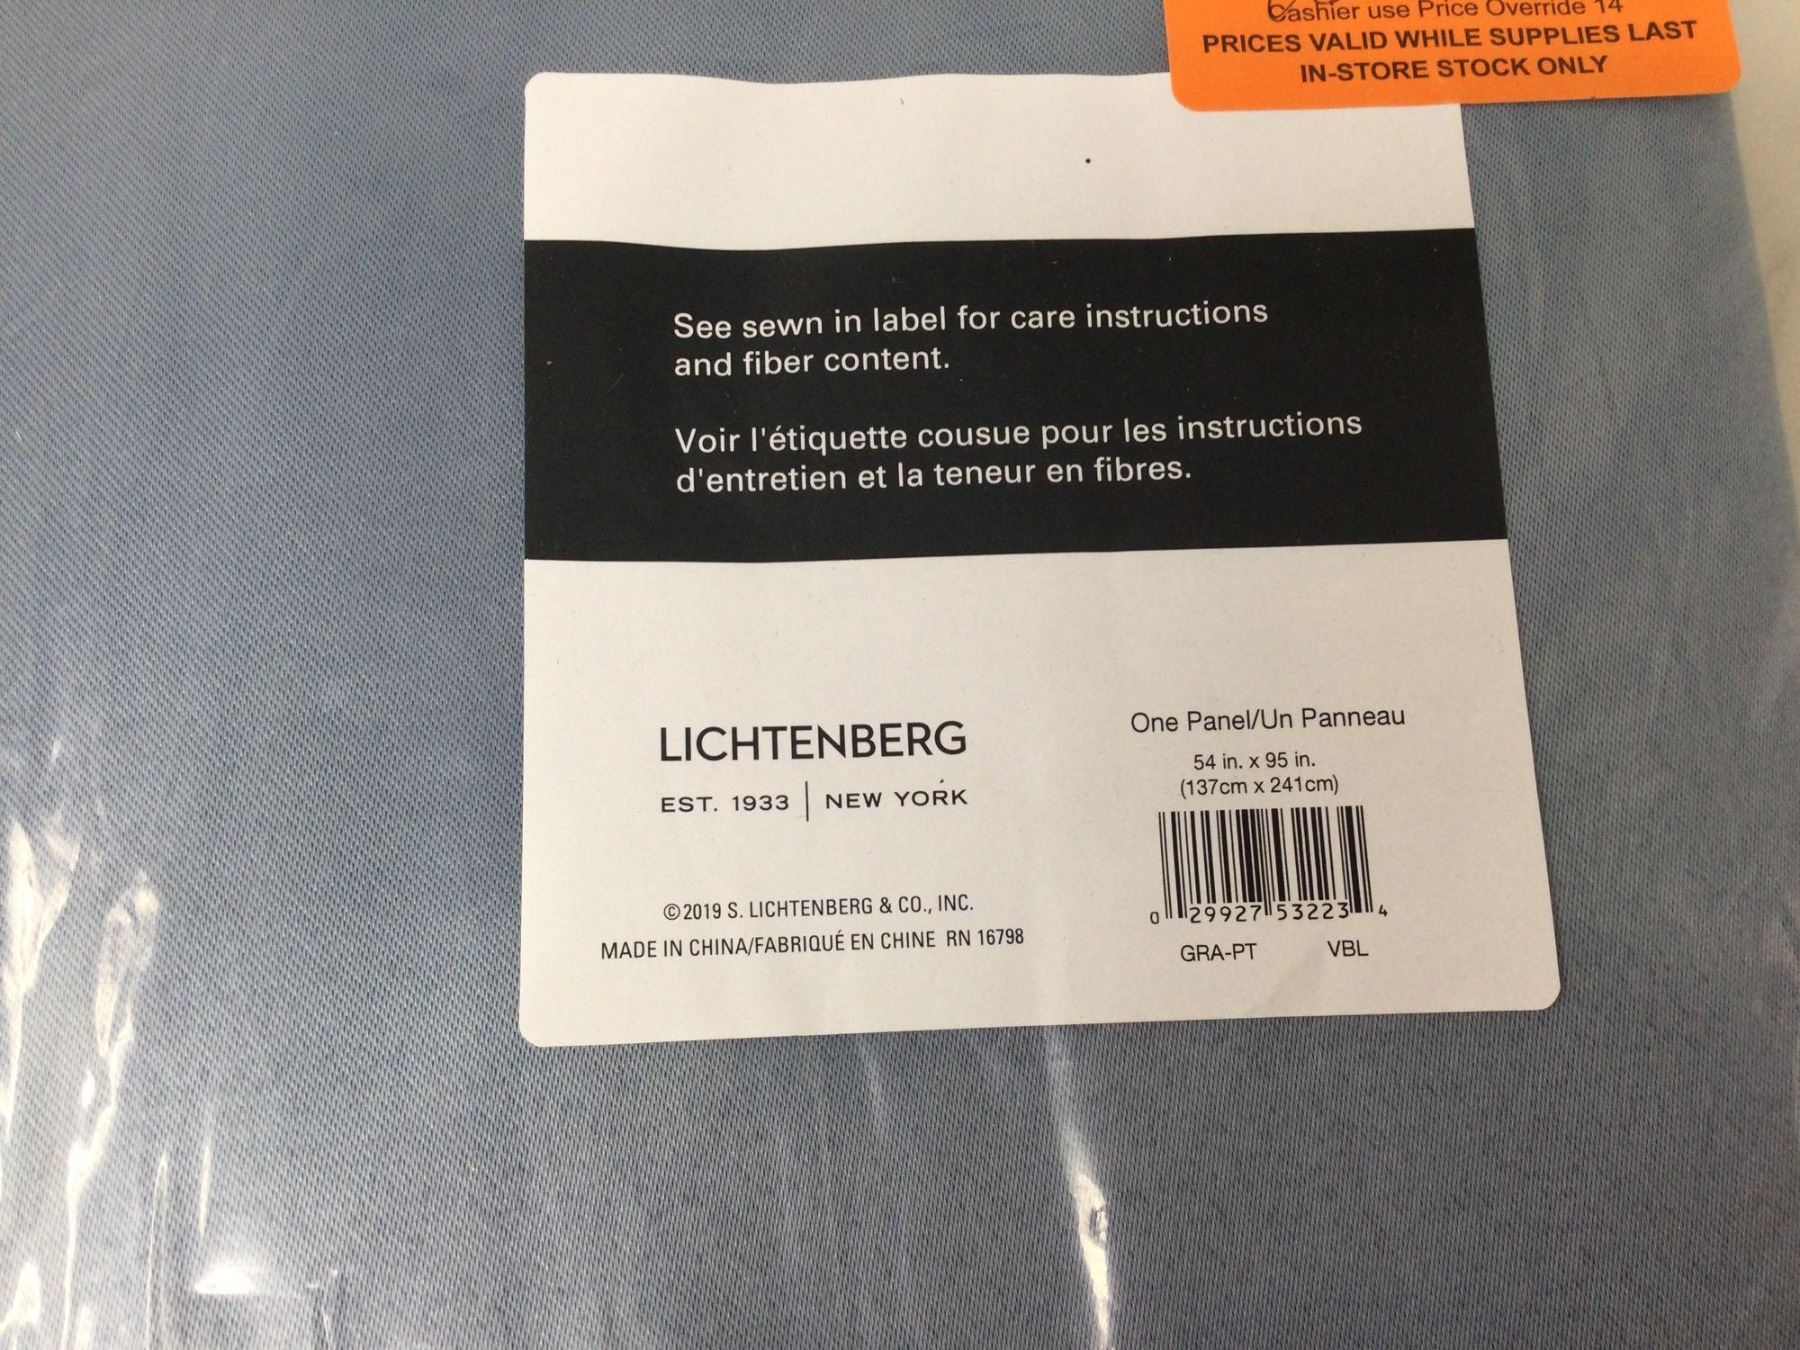 Cashier use Price Override 14
PRICES VALID WHILE SUPPLIES LAST
IN-STORE STOCK ONLY
See sewn in label for care instructions
and fiber content.
Voir l'étiquette cousue pour les instructions
d'entretien et la teneur en fibres.
LICHTENBERG
EST. 1933 | NEW YORK
©2019 S. LICHTENBERG & CO., INC.
MADE IN CHINA/FABRIQUÉ EN CHINE RN 16798
One Panel/Un Panneau
54 in. x 95 in.
(137cm x 241cm)
0 29927 53223 4
GRA-PT VBL